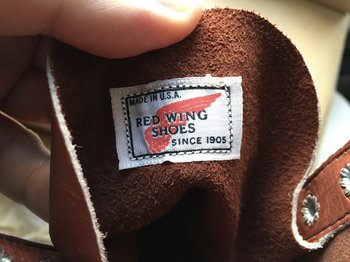 MADE IN U.S.A.
RED WING
SHOES
SINCE 1905